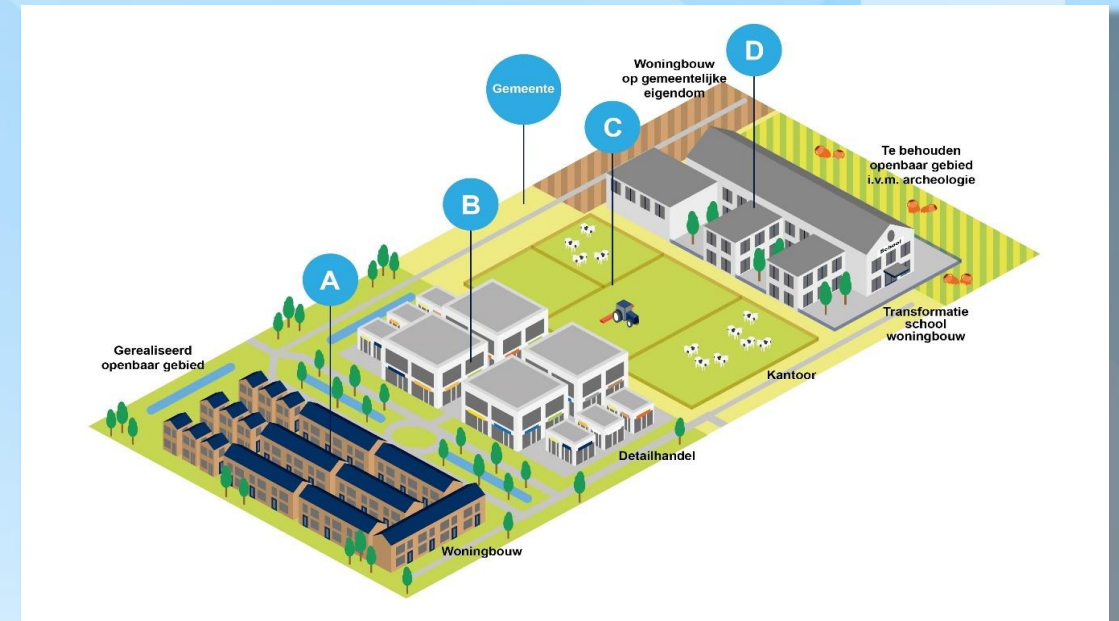 D
Woningbouw
op gemeentelijke
eigendom
Gemeente
C
Te behouden
openbaar gebied
i.v.m. archeologie
B
School
A
Transformatie
school
woningbouw
Gerealiseerd
openbaar gebied
Kantoor
Detailhandel
Woningbouw